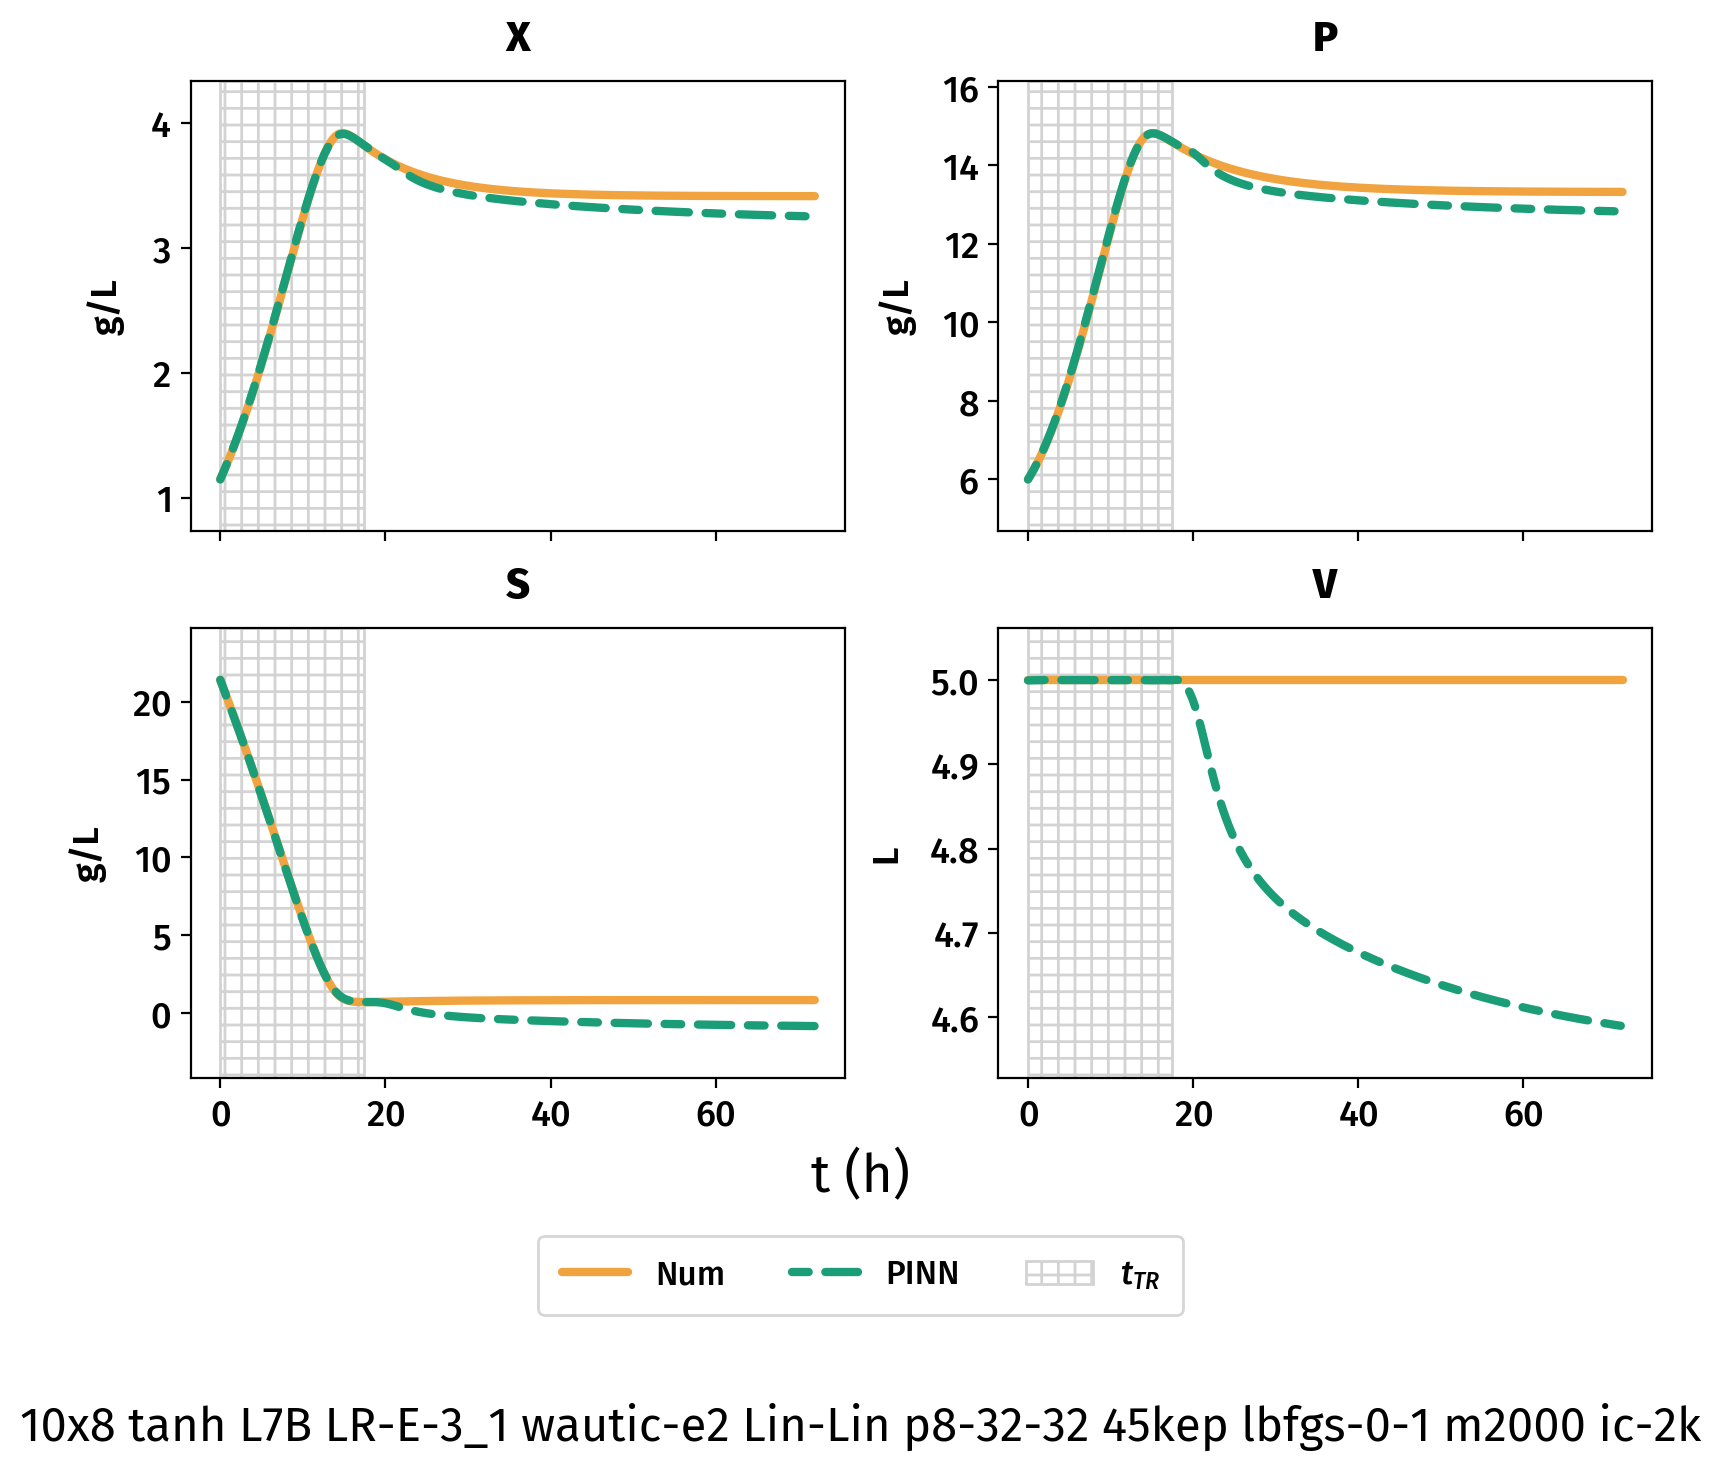 X
P
4
3
2
1
g/L
16
14
12
10
8
6
g/L
S
V
20
15
10
5
0
g/L
5.0
4.9
4.8
4.7
4.6
L
0 20 40 60
0 20 40 60
t (h)
Num PINN tTR
10x8 tanh L7B LR-E-3_1 wautic-e2 Lin-Lin p8-32-32 45kep lbfgs-0-1 m2000 ic-2k